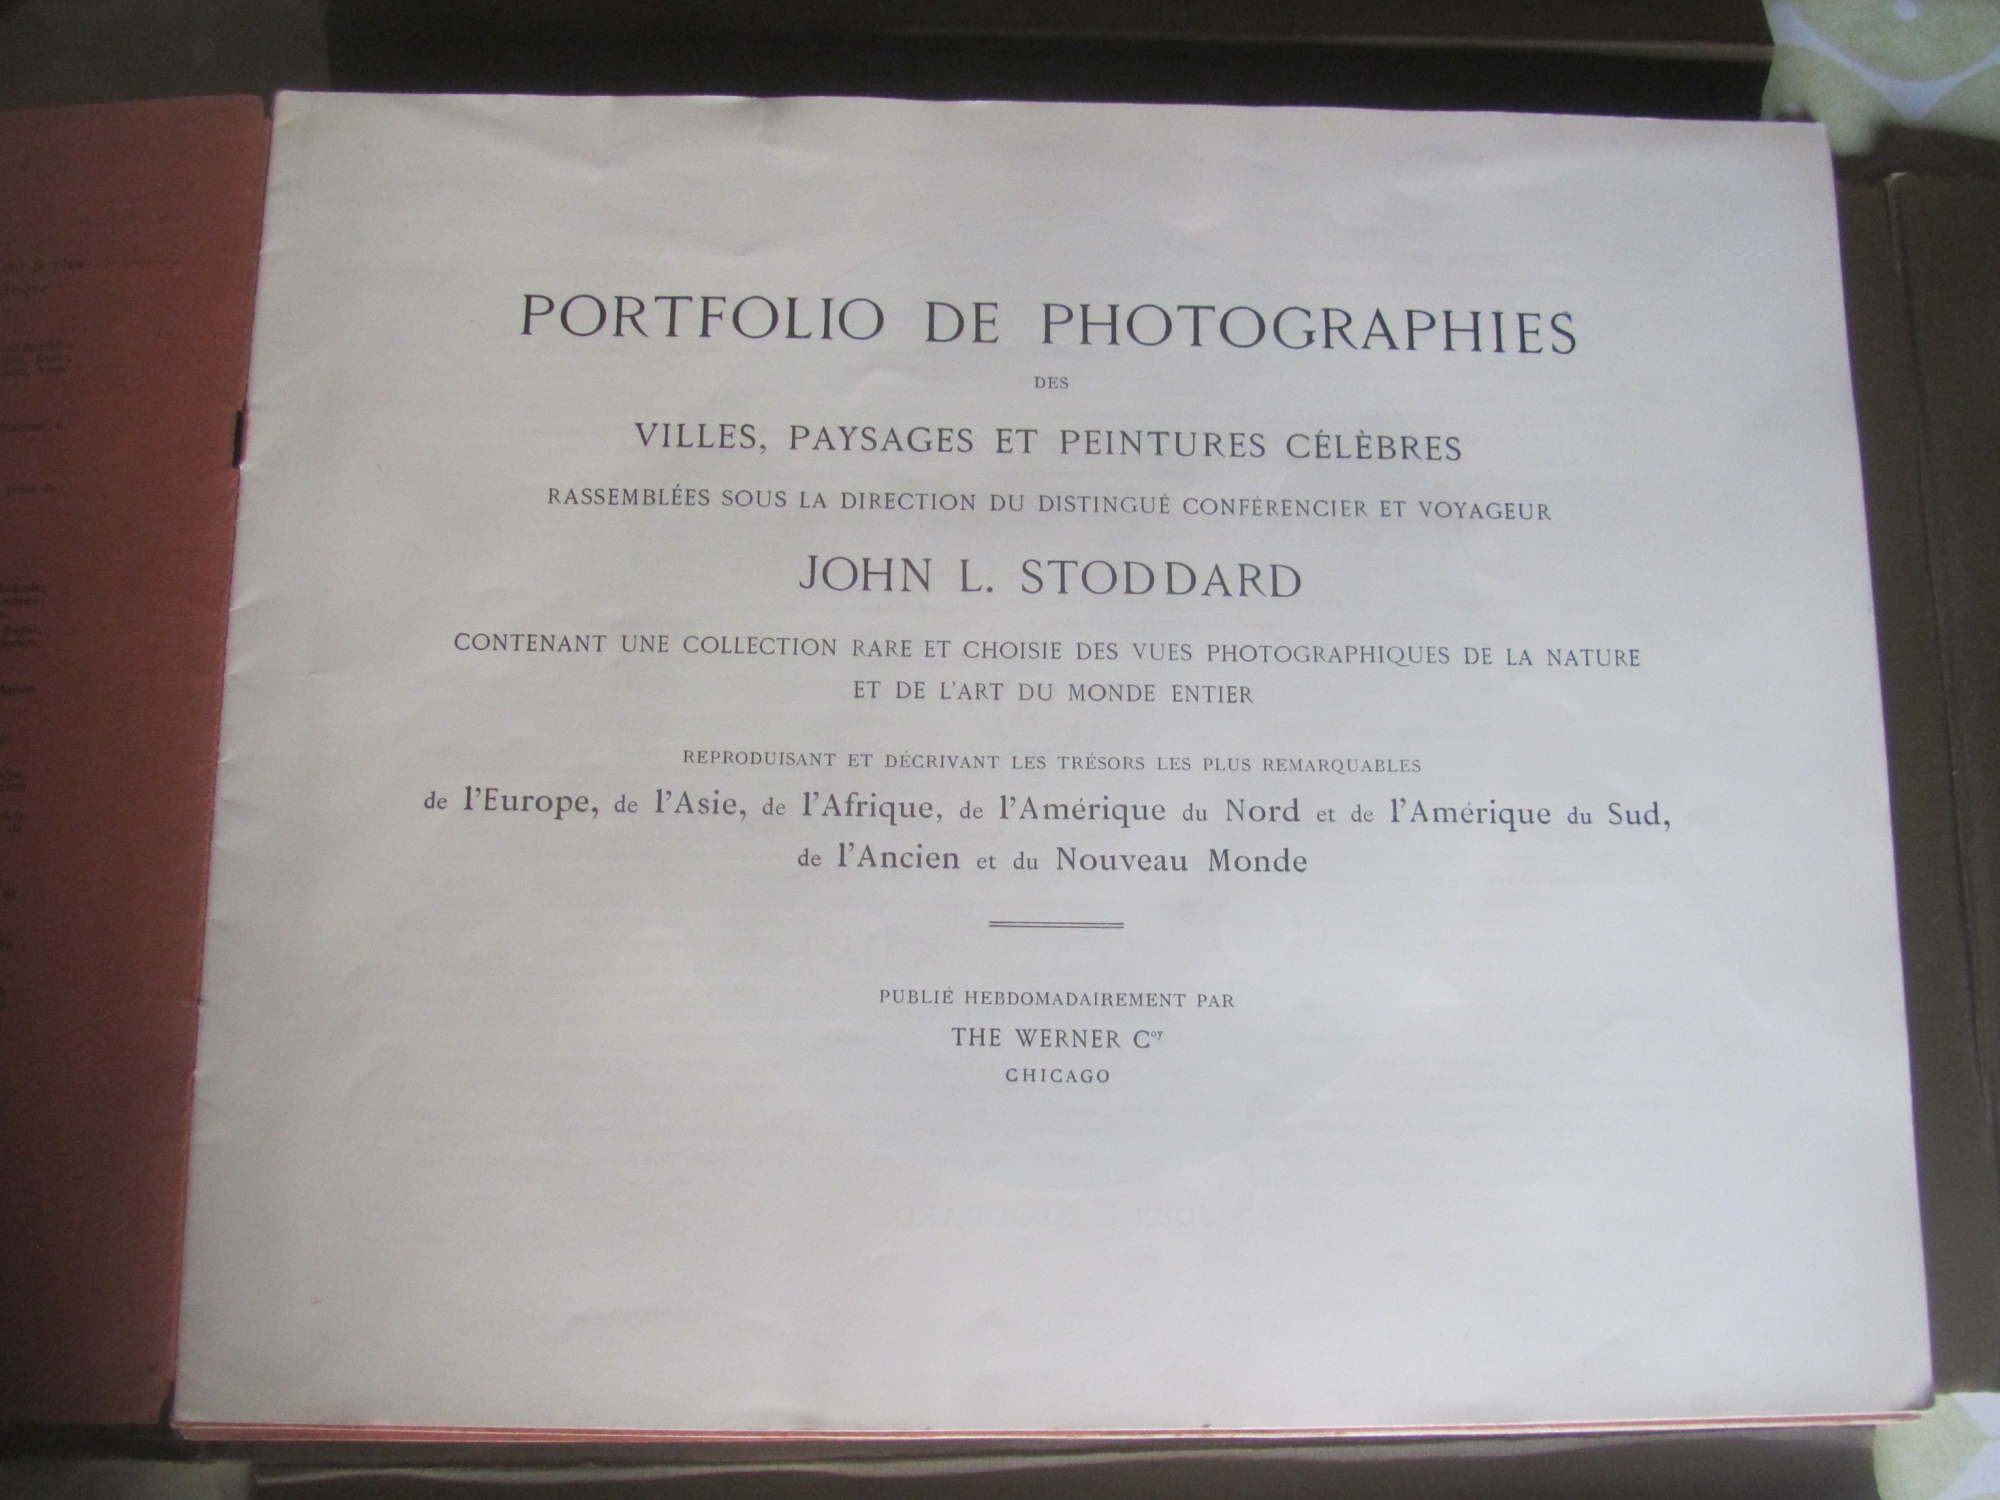 PORTFOLIO DE PHOTOGRAPHIES
DES
VILLES, PAYSAGES ET PEINTURES CÉLÈBRES
RASSEMBLÉES SOUS LA DIRECTION DU DISTINGUÉ CONFÉRENCIER ET VOYAGEUR
JOHN L. STODDARD
CONTENANT UNE COLLECTION RARE ET CHOISIE DES VUES PHOTOGRAPHIQUES DE LA NATURE
ET DE L'ART DU MONDE ENTIER
REPRODUISANT ET DÉCRIVANT LES TRÉSORS LES PLUS REMARQUABLES
de l'Europe, de l'Asie, de l'Afrique, de l'Amérique du Nord et de l'Amérique du Sud,
de l'Ancien et du Nouveau Monde
PUBLIÉ HEBDOMADAIREMENT PAR
THE WERNER Coy
CHICAGO